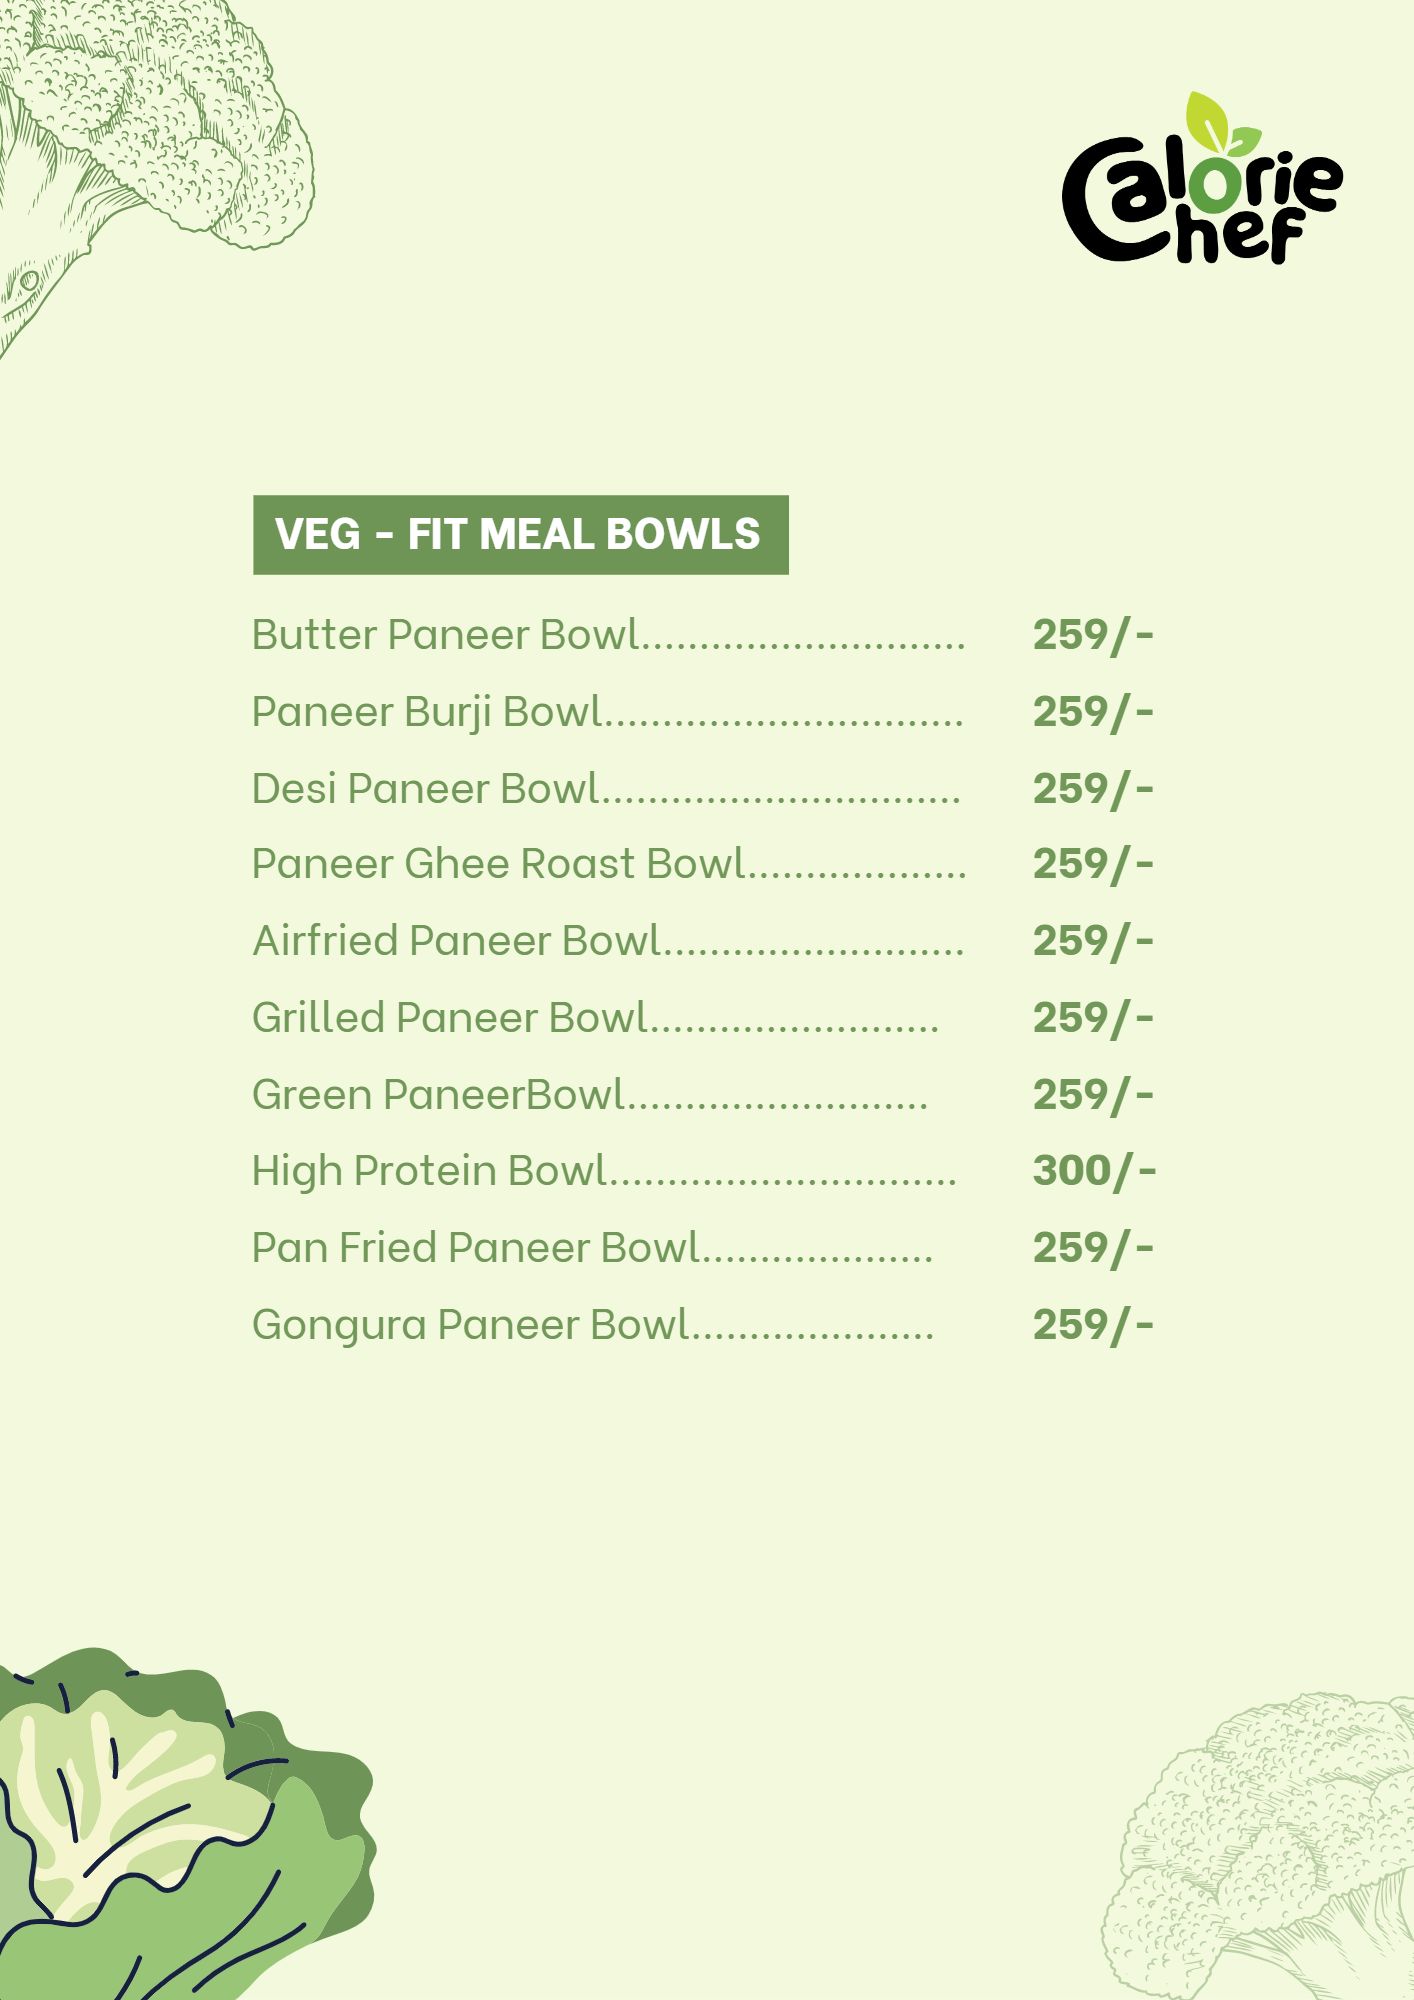 Calorie
Chef
VEG - FIT MEAL BOWLS
Butter Paneer Bowl............................ 259/-
Paneer Burji Bowl............................... 259/-
Desi Paneer Bowl............................... 259/-
Paneer Ghee Roast Bowl................... 259/-
Airfried Paneer Bowl.......................... 259/-
Grilled Paneer Bowl......................... 259/-
Green PaneerBowl.......................... 259/-
High Protein Bowl.............................. 300/-
Pan Fried Paneer Bowl.................... 259/-
Gongura Paneer Bowl..................... 259/-